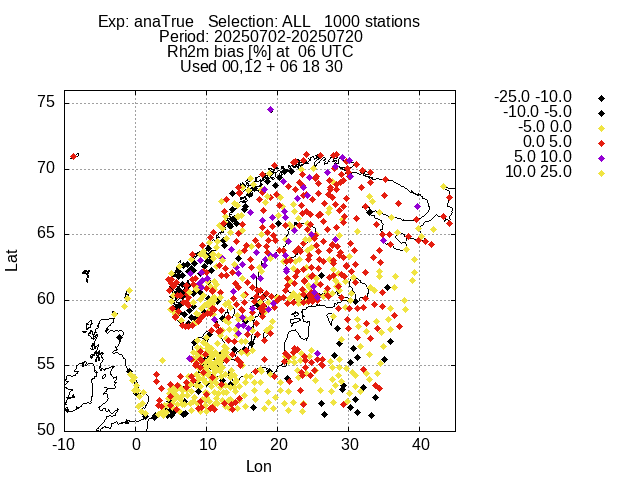 Exp: anaTrue   Selection: ALL   1000 stations
Period: 20250702-20250720
Rh2m bias [%] at  06 UTC
Used 00,12 + 06 18 30
-25.0 -10.0
-10.0 -5.0
-5.0 0.0
0.0 5.0
5.0 10.0
10.0 25.0
75
70
65
60
55
50
Lat
-10 0 10 20 30 40
Lon